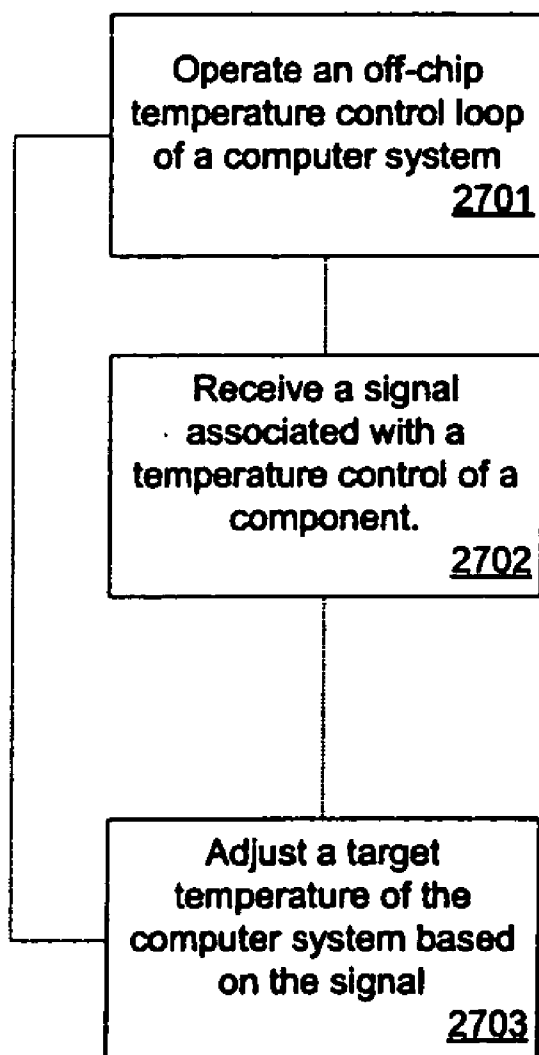 Operate an off-chip
temperature control loop
of a computer system
2701
Receive a signal
associated with a
temperature control of a
component.
2702
Adjust a target
temperature of the
computer system based
on the signal
2703